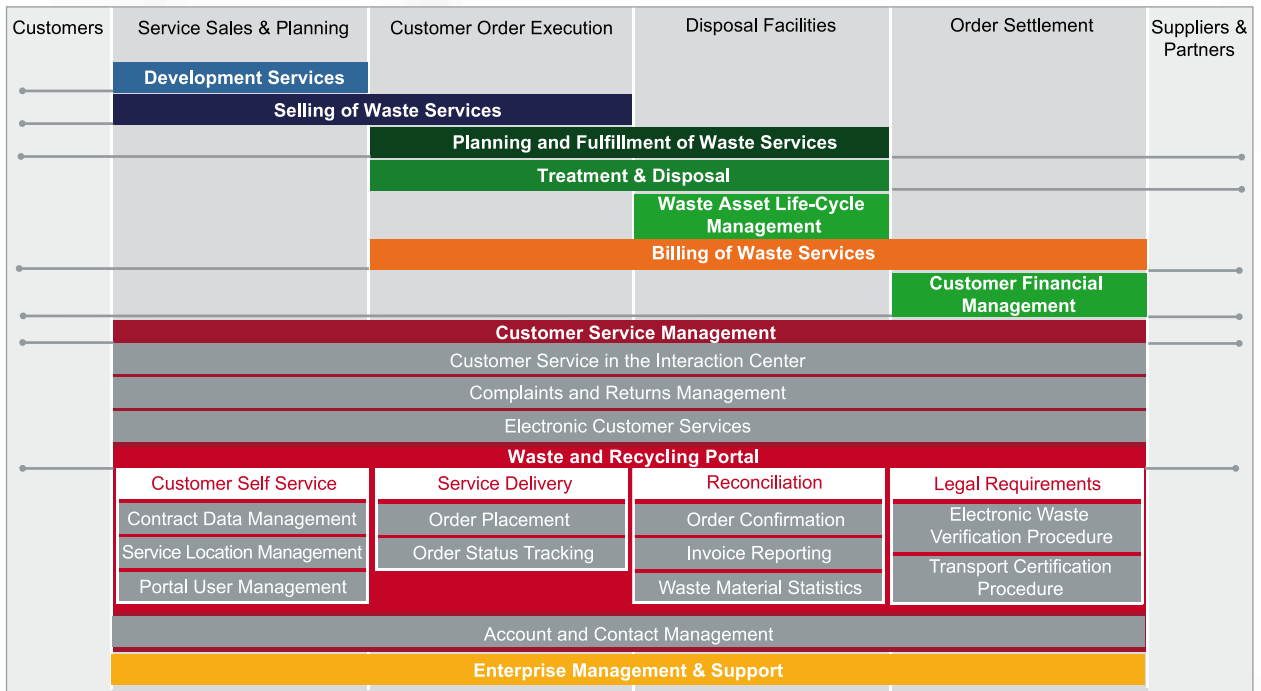 Customers
Service Sales & Planning
Customer Order Execution
Disposal Facilities
Order Settlement
Suppliers &
Partners
Development Services
Selling of Waste Services
Planning and Fulfillment of Waste Services
Treatment & Disposal
Waste Asset Life-Cycle
Management
Billing of Waste Services
Customer Financial
Management
Customer Service Management
Customer Service in the Interaction Center
Complaints and Returns Management
Electronic Customer Services
Waste and Recycling Portal
Customer Self Service
Contract Data Management
Service Location Management
Portal User Management
Service Delivery
Order Placement
Order Status Tracking
Reconciliation
Order Confirmation
Invoice Reporting
Waste Material Statistics
Legal Requirements
Electronic Waste
Verification Procedure
Transport Certification
Procedure
Account and Contact Management
Enterprise Management & Support